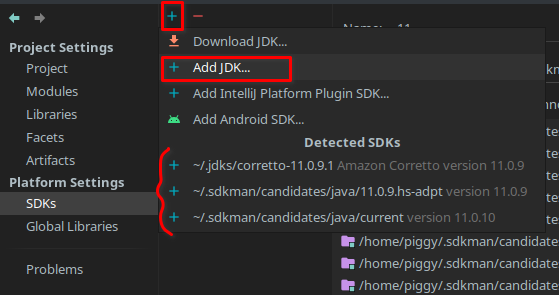 Name: 11
Download JDK...
Project Settings
Project
Add JDK...
Modules
Add IntelliJ Platform Plugin SDK...
Libraries
Facets
Add Android SDK...
Artifacts
Detected SDKs
Platform Settings
~/.jdks/corretto-11.0.9.1 Amazon Corretto version 11.0.9
SDKs
~/.sdkman/candidates/java/11.0.9.hs-adpt version 11.0.9
Global Libraries
~/.sdkman/candidates/java/current version 11.0.10
/home/piggy/.sdkman/candidate
Problems
/home/piggy/.sdkman/candidate
/home/piggy/.sdkman/candidate